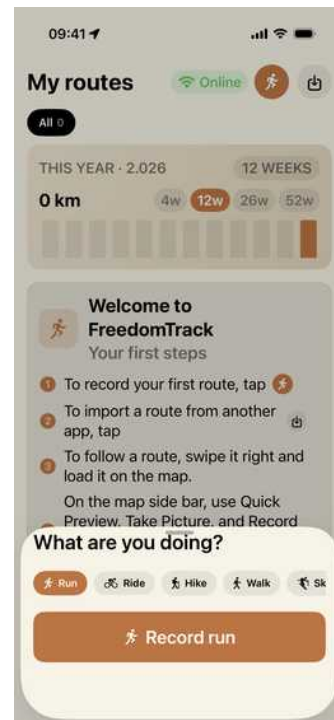 09:41
My routes
Online
All 0
THIS YEAR · 2.026
12 WEEKS
0 km
4w 12w 26w 52w
Welcome to
FreedomTrack
Your first steps
1 To record your first route, tap
2 To import a route from another
app, tap
3 To follow a route, swipe it right and
load it on the map.
On the map side bar, use Quick
Preview, Take Picture, and Record
What are you doing?
Run Ride Hike Walk Sk
Record run